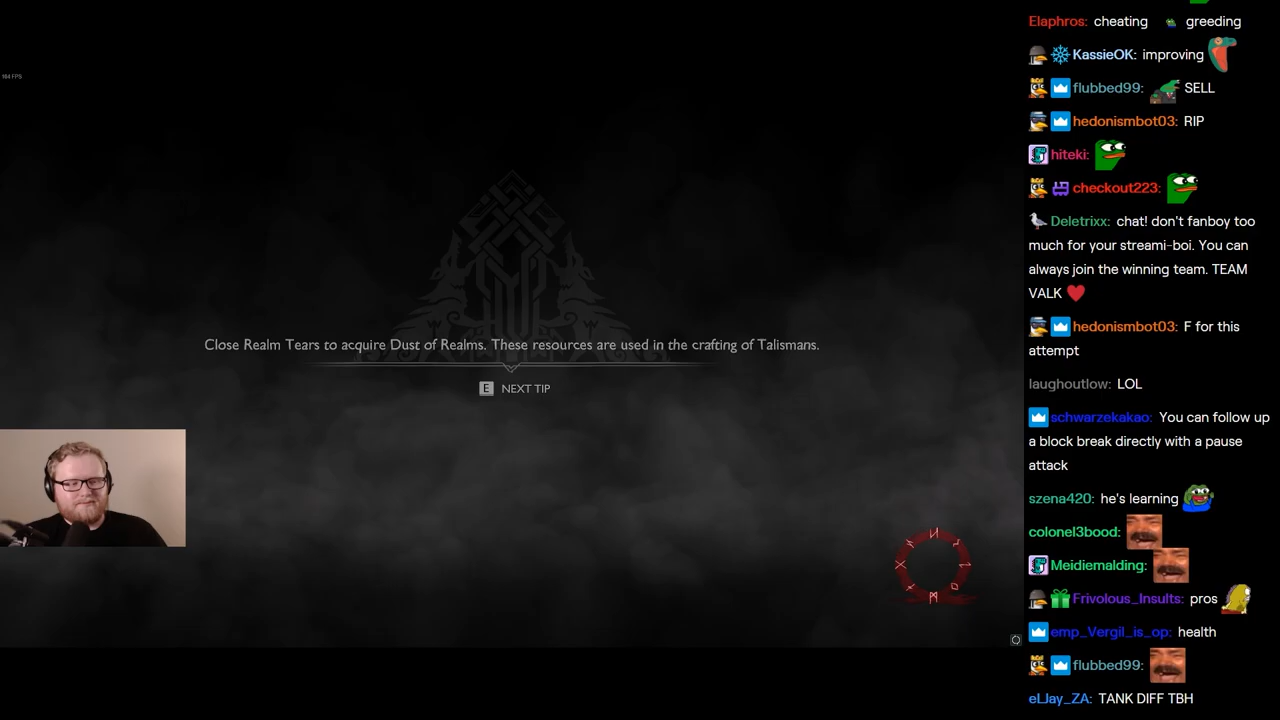 164 FPS
Close Realm Tears to acquire Dust of Realms. These resources are used in the crafting of Talismans.
E NEXT TIP
Elaphros: cheating greeding
KassieOK: improving
flubbed99: SELL
hedonismbot03: RIP
hiteki:
checkout223:
Deletrixx: chat! don't fanboy too
much for your streami-boi. You can
always join the winning team. TEAM
VALK
hedonismbot03: F for this
attempt
laughoutlow: LOL
schwarzekakao: You can follow up
a block break directly with a pause
attack
szena420: he's learning
colonel3bood:
Meidiemalding:
Frivolous_Insults: pros
emp_Vergil_is_op: health
flubbed99:
eLJay_ZA: TANK DIFF TBH